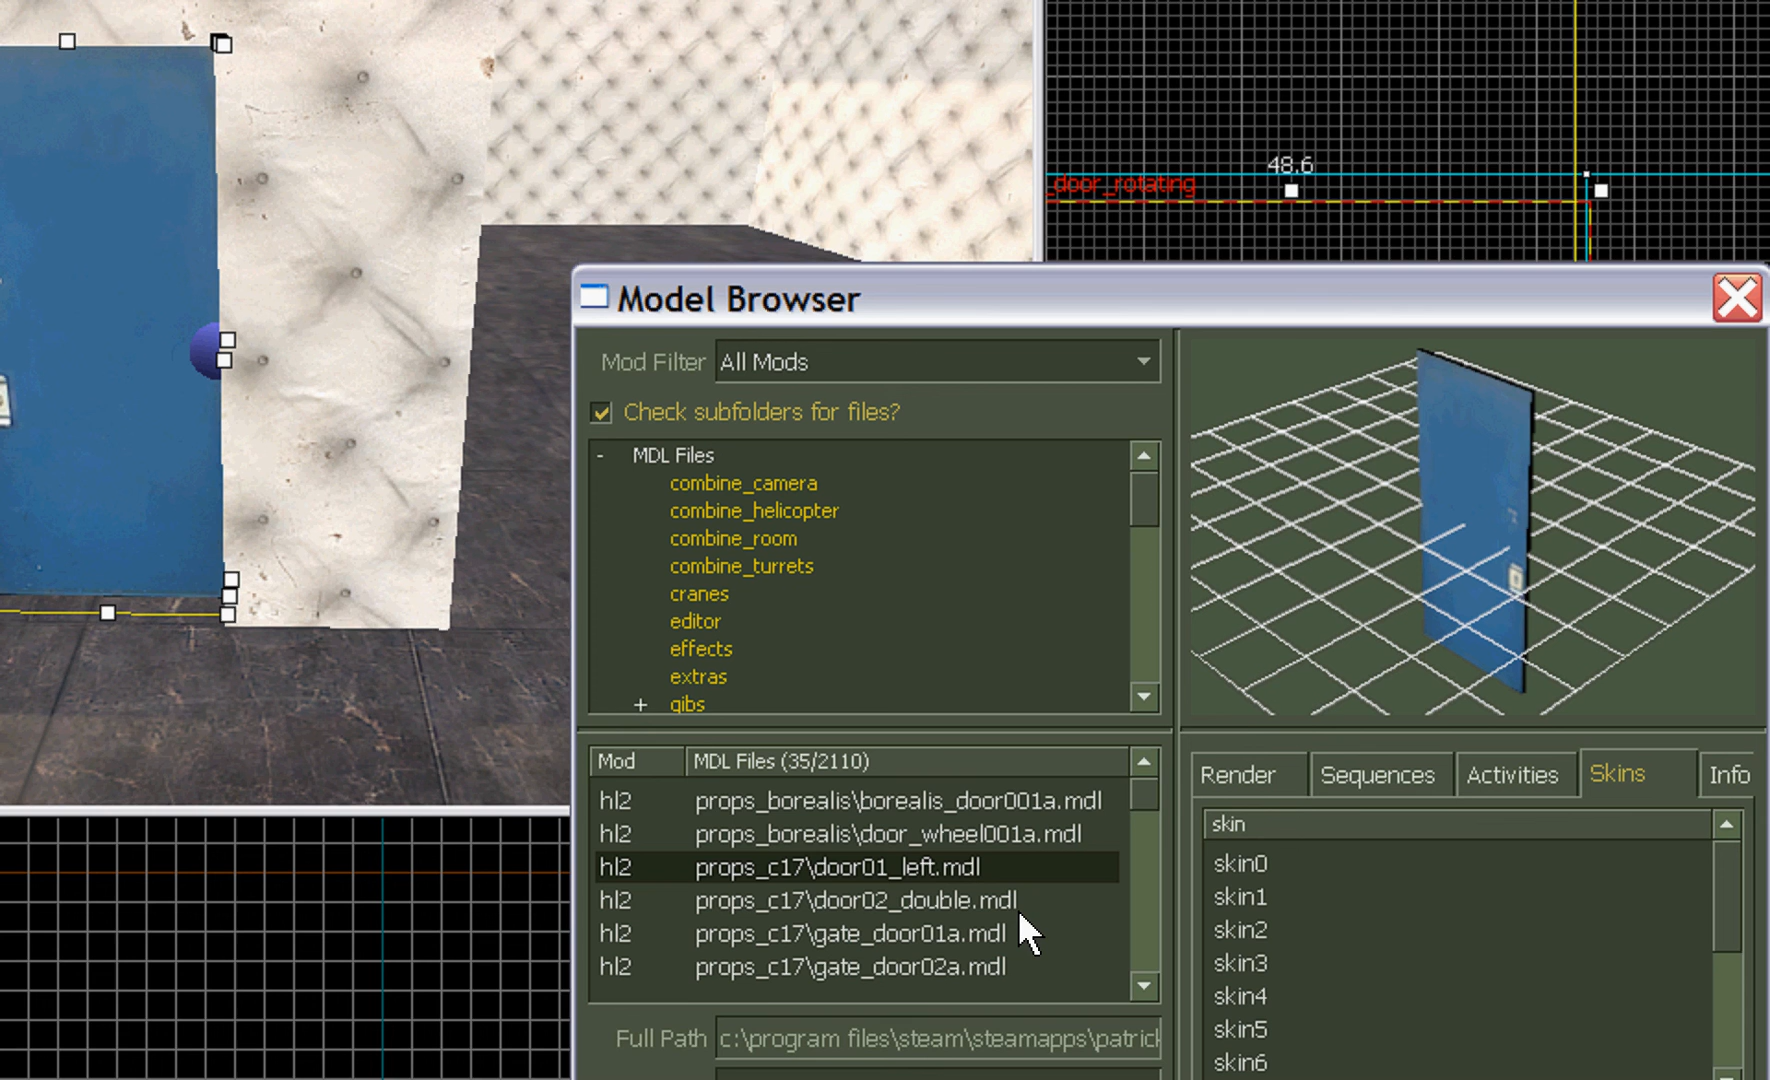 48.6
_door_rotating
Model Browser
Mod Filter All Mods
Check subfolders for files?
- MDL Files
combine_camera
combine_helicopter
combine_room
combine_turrets
cranes
editor
effects
extras
+ gibs
Mod MDL Files (35/2110)
hl2 props_borealis\borealis_door001a.mdl
hl2 props_borealis\door_wheel001a.mdl
hl2 props_c17\door01_left.mdl
hl2 props_c17\door02_double.mdl
hl2 props_c17\gate_door01a.mdl
hl2 props_c17\gate_door02a.mdl
Full Path c:\program files\steam\steamapps\patrick
Render Sequences Activities Skins Info
skin
skin0
skin1
skin2
skin3
skin4
skin5
skin6